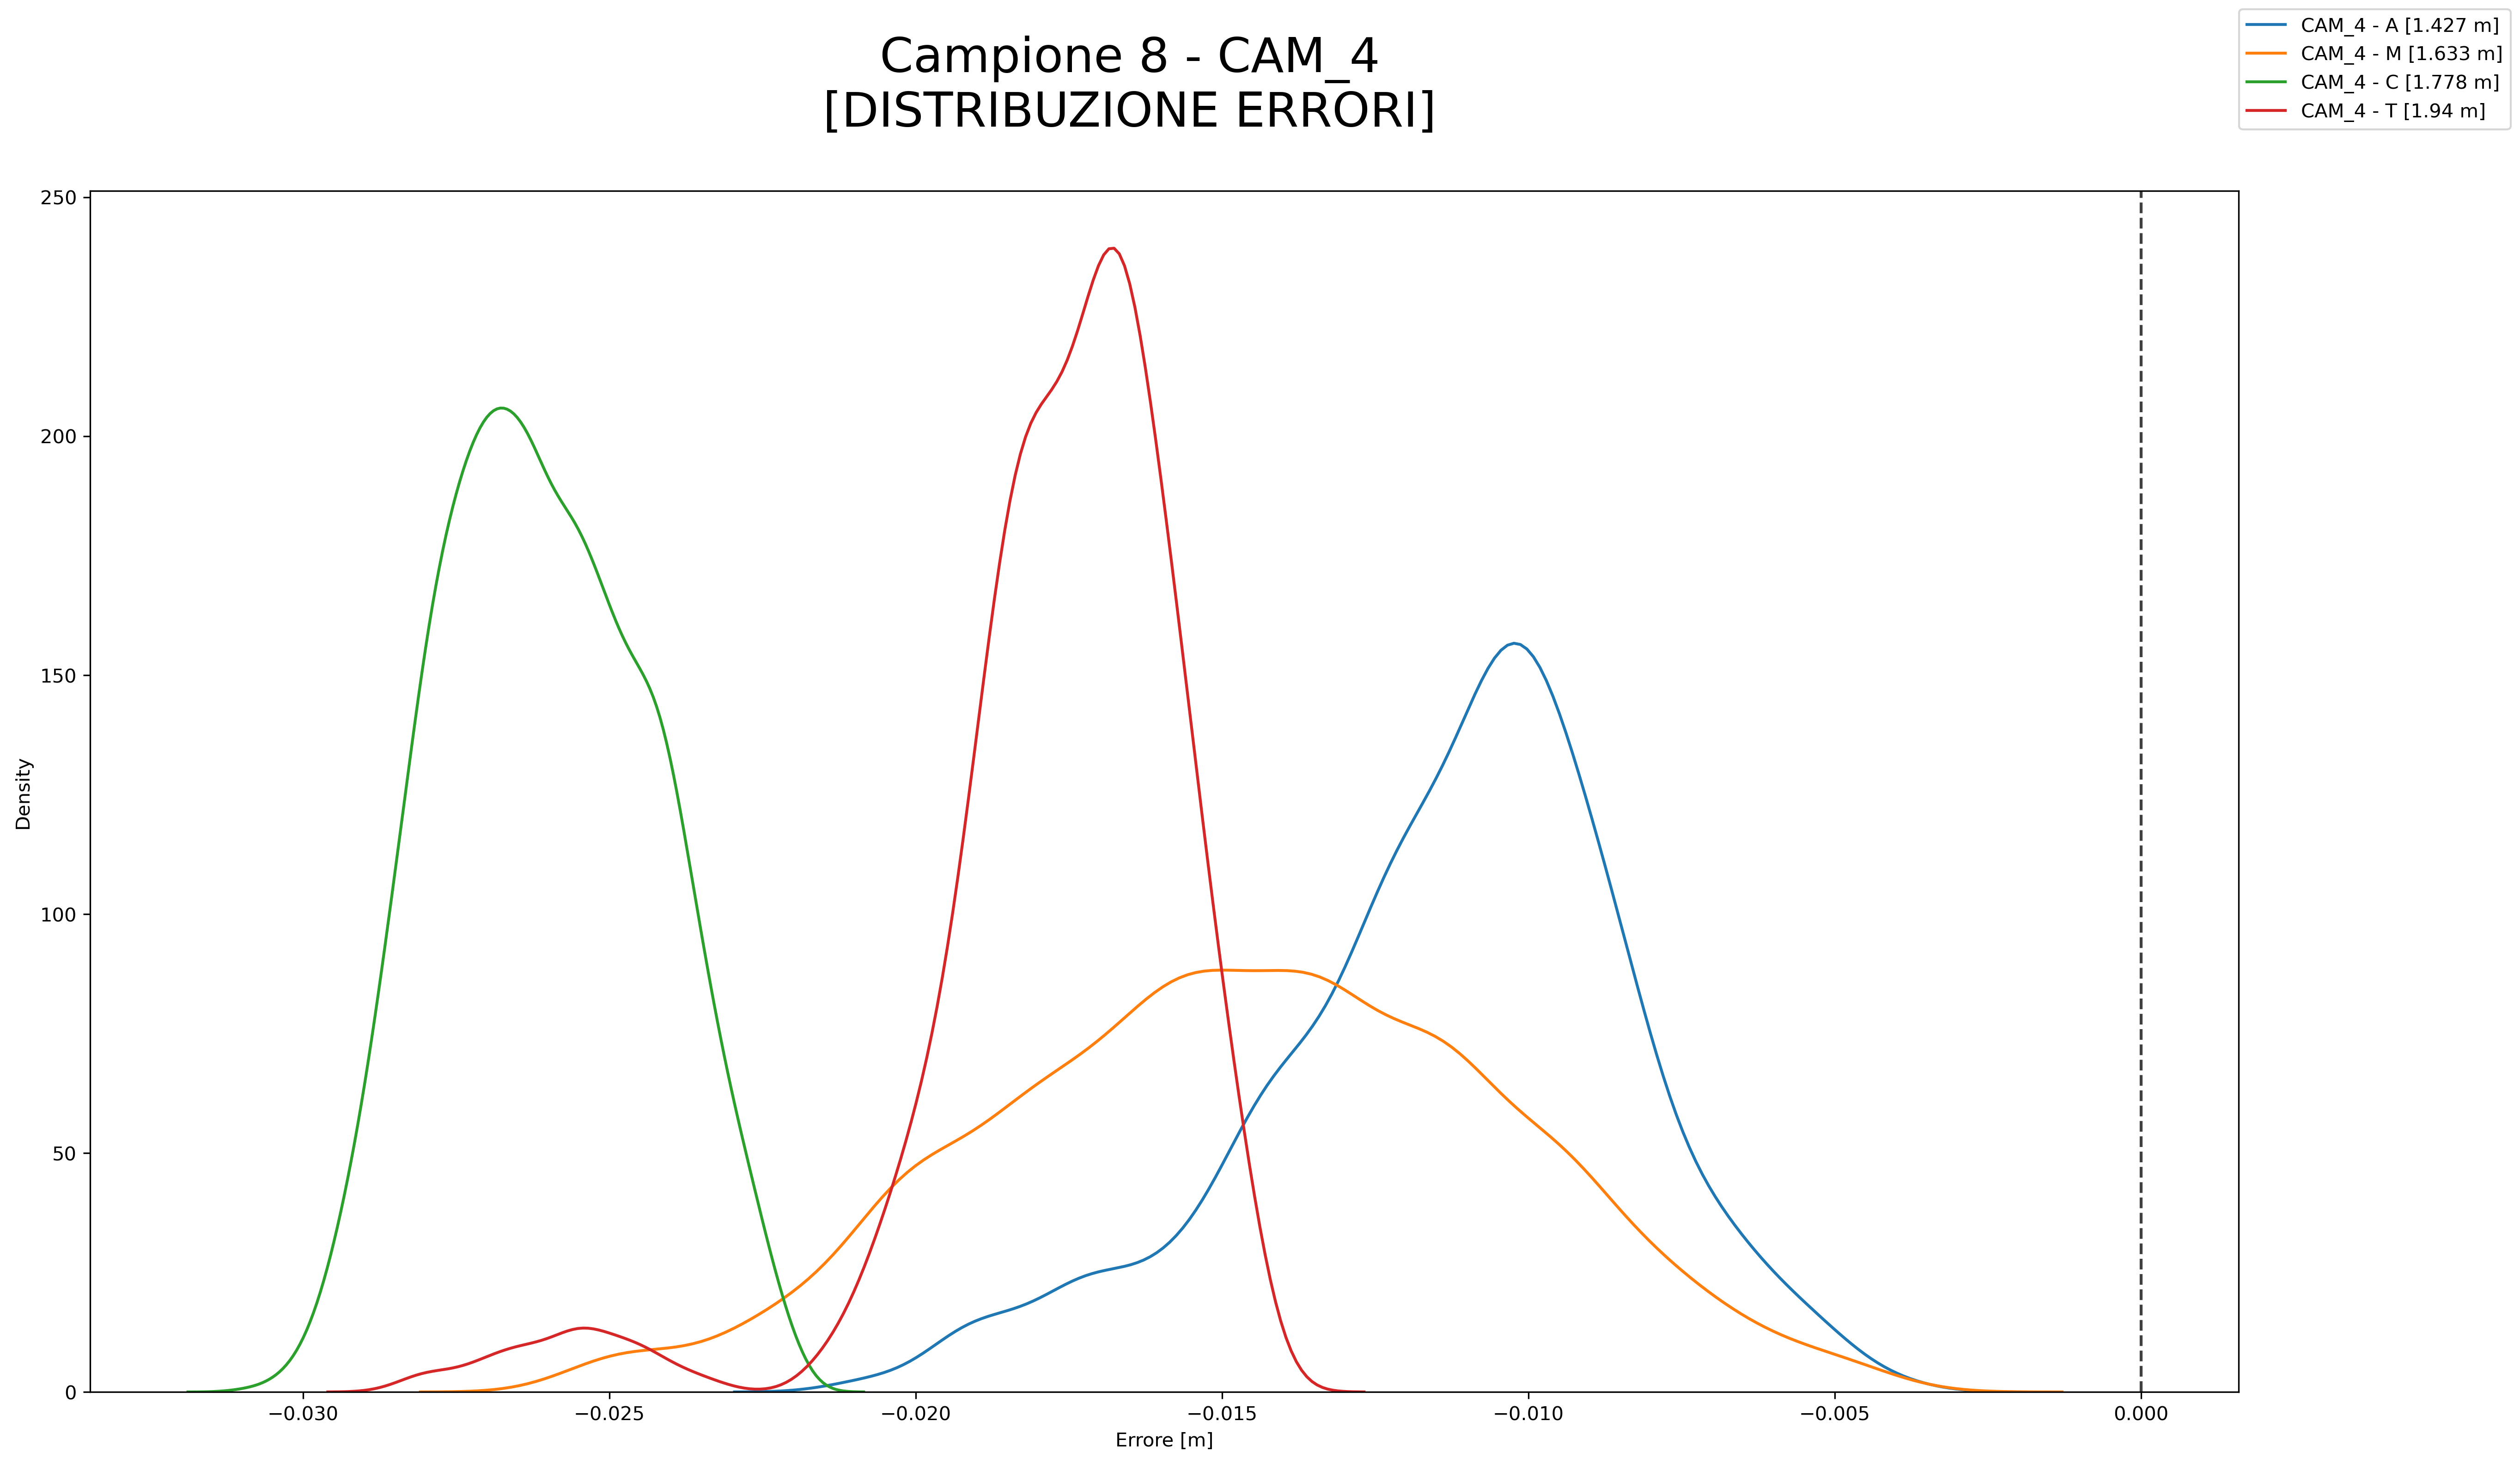 Campione 8 - CAM_4
[DISTRIBUZIONE ERRORI]
CAM_4 - A [1.427 m]
CAM_4 - M [1.633 m]
CAM_4 - C [1.778 m]
CAM_4 - T [1.94 m]
250
200
150
100
50
0
Density
−0.030
−0.025
−0.020
−0.015
−0.010
−0.005
0.000
Errore [m]